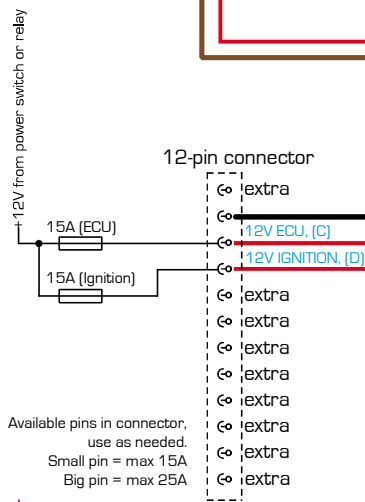 +12V from power switch or relay
12-pin connector
extra
15A (ECU)
12V ECU, (C)
12V IGNITION, (D)
15A (Ignition)
extra
extra
extra
extra
extra
extra
extra
extra
Available pins in connector,
use as needed.
Small pin = max 15A
Big pin = max 25A